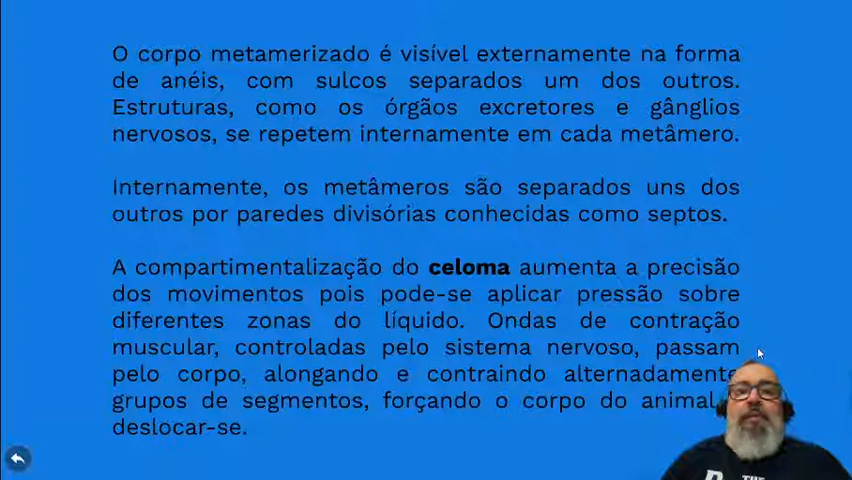 O corpo metamerizado é visível externamente na forma
de anéis, com sulcos separados um dos outros.
Estruturas, como os órgãos excretores e gânglios
nervosos, se repetem internamente em cada metâmero.
Internamente, os metâmeros são separados uns dos
outros por paredes divisórias conhecidas como septos.
A compartimentalização do celoma aumenta a precisão
dos movimentos pois pode-se aplicar pressão sobre
diferentes zonas do líquido. Ondas de contração
muscular, controladas pelo sistema nervoso, passam
pelo corpo, alongando e contraindo alternadamente
grupos de segmentos, forçando o corpo do animal
deslocar-se.
THE